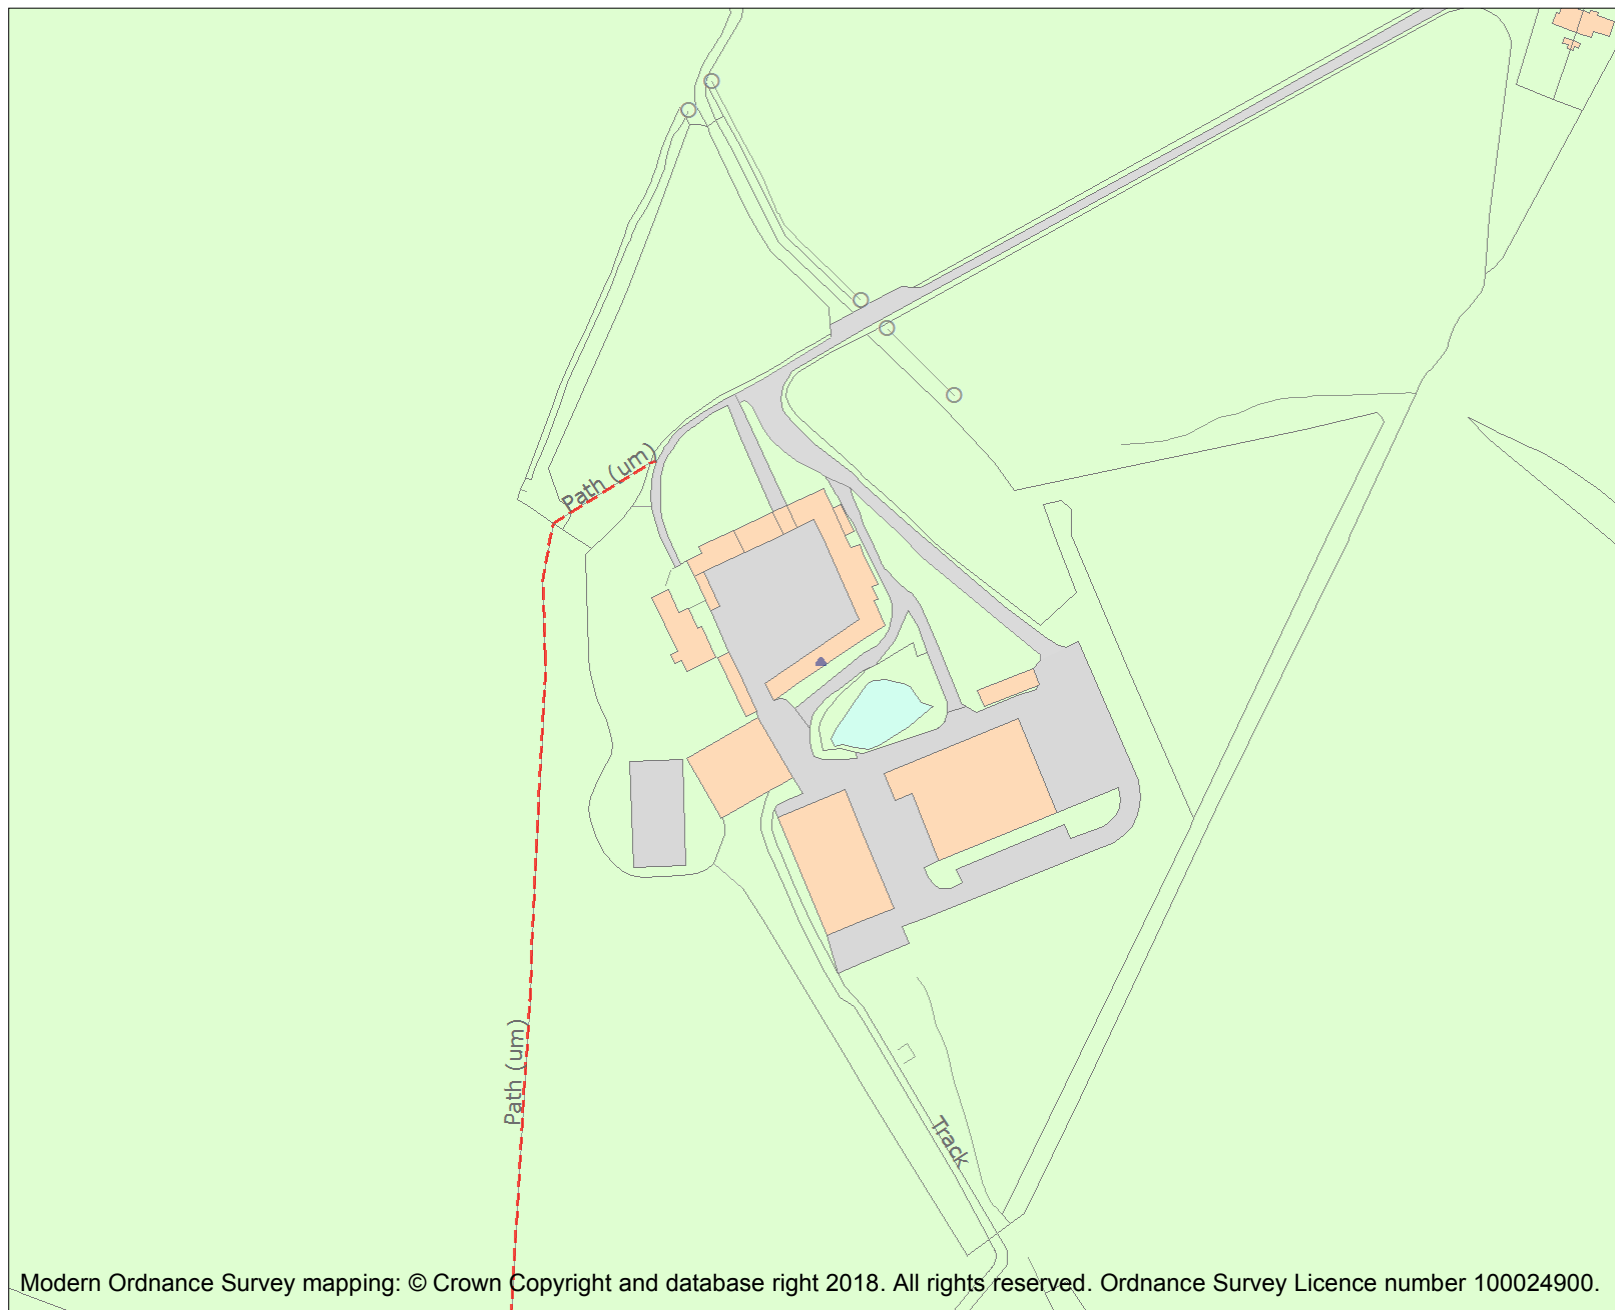 Path (um)
Path (um)
Track
Modern Ordnance Survey mapping: © Crown Copyright and database right 2018. All rights reserved. Ordnance Survey Licence number 100024900.